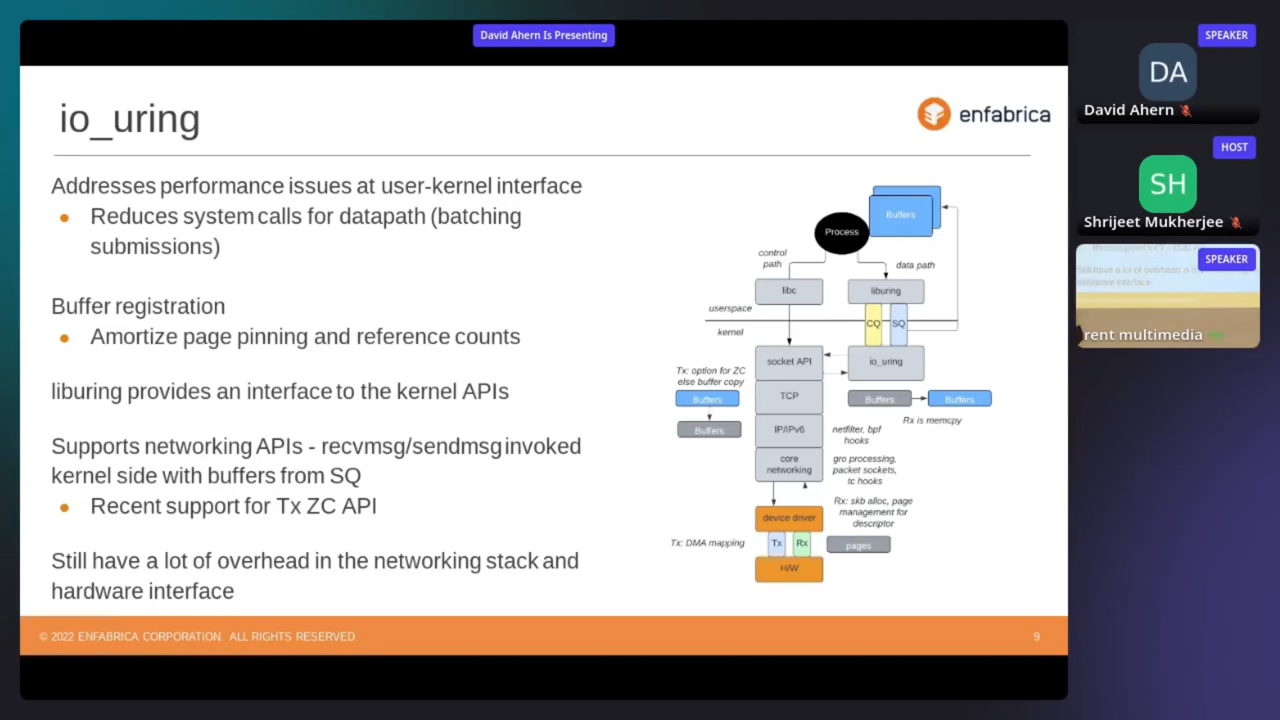 David Ahern Is Presenting
io_uring
enfabrica
Addresses performance issues at user-kernel interface
• Reduces system calls for datapath (batching
submissions)
Buffer registration
• Amortize page pinning and reference counts
liburing provides an interface to the kernel APIs
Supports networking APIs - recvmsg/sendmsg invoked
kernel side with buffers from SQ
• Recent support for Tx ZC API
Still have a lot of overhead in the networking stack and
hardware interface
Buffers
Process
control
path
data path
libc
liburing
userspace
CQ
SQ
kernel
socket API
io_uring
Tx: option for ZC
else buffer copy
Buffers
TCP
Buffers
Buffers
Rx is memcpy
Buffers
IP/IPv6
netfilter, bpf
hooks
core
networking
gro processing,
packet sockets,
tc hooks
Rx: skb alloc, page
management for
descriptor
device driver
Tx: DMA mapping
Tx
Rx
pages
H/W
© 2022 ENFABRICA CORPORATION. ALL RIGHTS RESERVED.
9
SPEAKER
DA
David Ahern
HOST
SH
Shrijeet Mukherjee
SPEAKER
rent multimedia